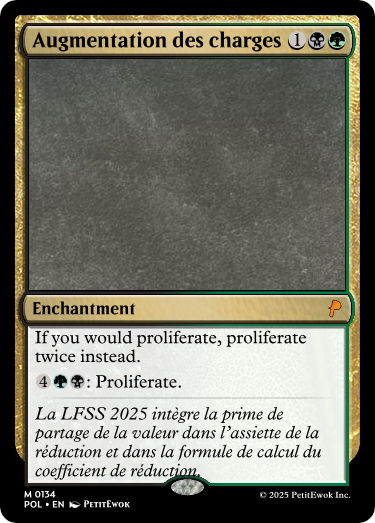 Augmentation des charges 1
Enchantment
If you would proliferate, proliferate
twice instead.
4: Proliferate.
La LFSS 2025 intègre la prime de
partage de la valeur dans l'assiette de la
réduction et dans la formule de calcul du
coefficient de réduction.
M 0134
POL • EN PETITEWOK
© 2025 PetitEwok Inc.